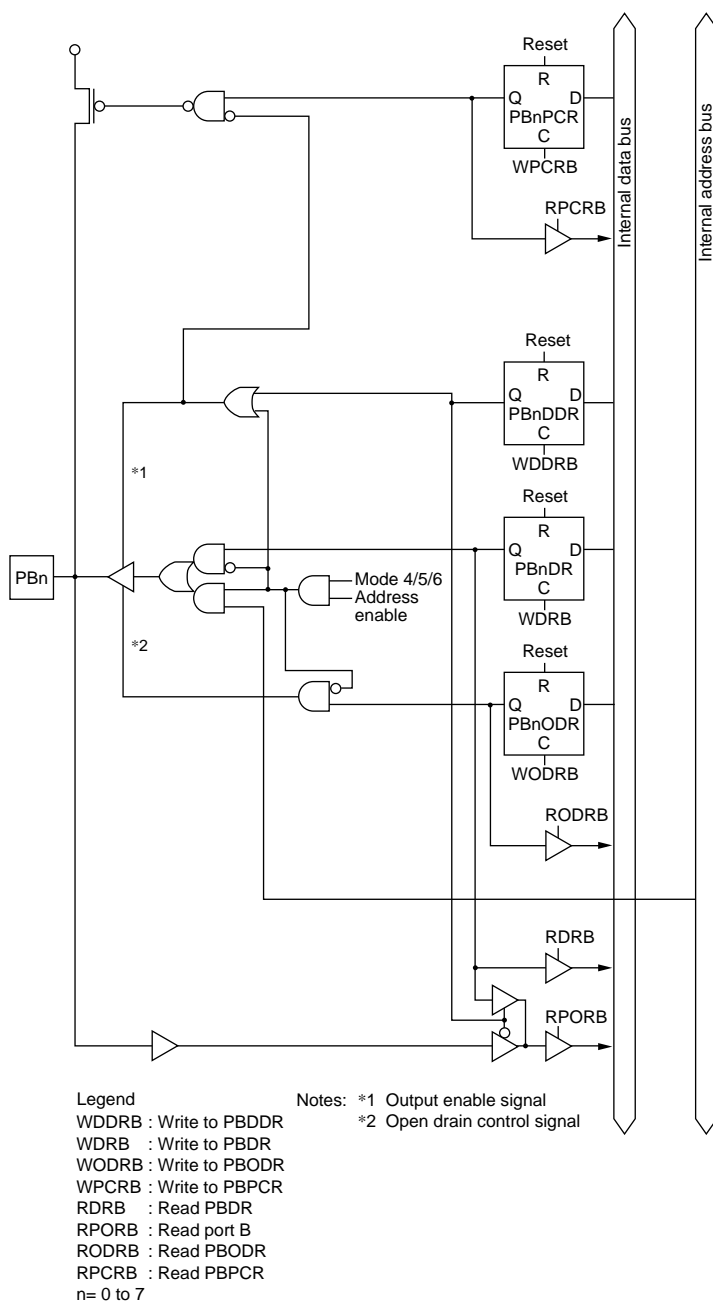 Reset
R
Q D
PBnPCR
C
WPCRB
RPCRB
Internal data bus
Internal address bus
Reset
R
Q D
PBnDDR
C
WDDRB
*1
Reset
R
Q D
PBnDR
C
WDRB
PBn
Mode 4/5/6
Address
enable
*2
Reset
R
Q D
PBnODR
C
WODRB
RODRB
RDRB
RPORB
Legend
WDDRB : Write to PBDDR
WDRB : Write to PBDR
WODRB : Write to PBODR
WPCRB : Write to PBPCR
RDRB : Read PBDR
RPORB : Read port B
RODRB : Read PBODR
RPCRB : Read PBPCR
n= 0 to 7
Notes: *1 Output enable signal
*2 Open drain control signal